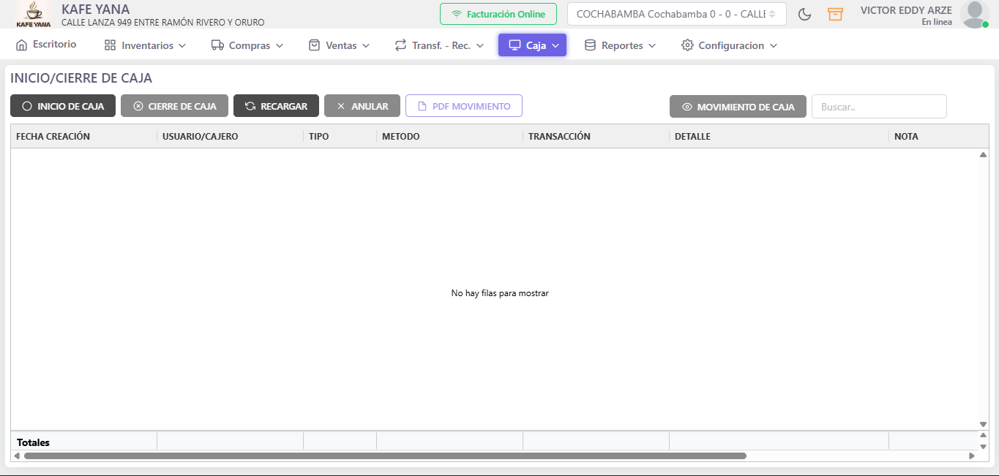 KAFE YANA
KAFE YANA
CALLE LANZA 949 ENTRE RAMÓN RIVERO Y ORURO
Facturación Online
COCHABAMBA Cochabamba 0 - 0 - CALLE
VICTOR EDDY ARZE
En linea
Escritorio
Inventarios
Compras
Ventas
Transf. - Rec.
Caja
Reportes
Configuracion
INICIO/CIERRE DE CAJA
INICIO DE CAJA
CIERRE DE CAJA
RECARGAR
ANULAR
PDF MOVIMIENTO
MOVIMIENTO DE CAJA
Buscar..
FECHA CREACIÓN USUARIO/CAJERO TIPO METODO TRANSACCIÓN DETALLE NOTA
No hay filas para mostrar
Totales